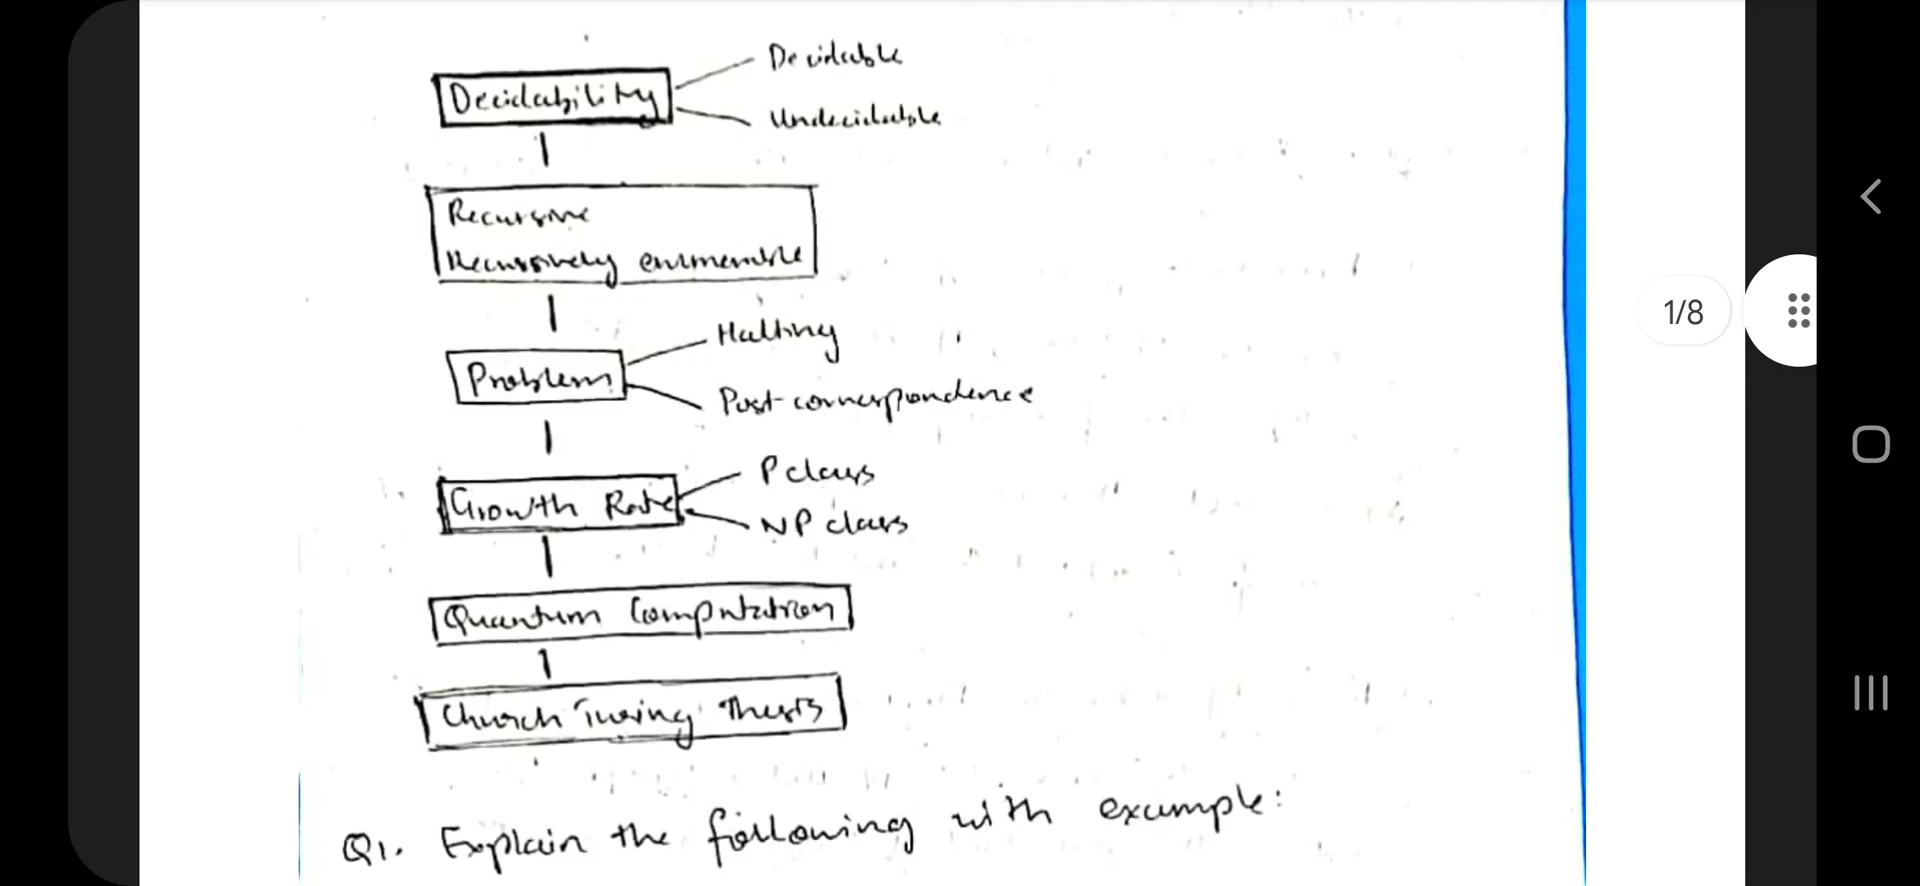 Decidable
Decidability
Undecidable
Recursive
Recursively enumerable
Halting
Problem
Post correspondence
P class
Growth Rate
NP class
Quantum Computation
Church Turing Thesis
Q1. Explain the following with example:
1/8